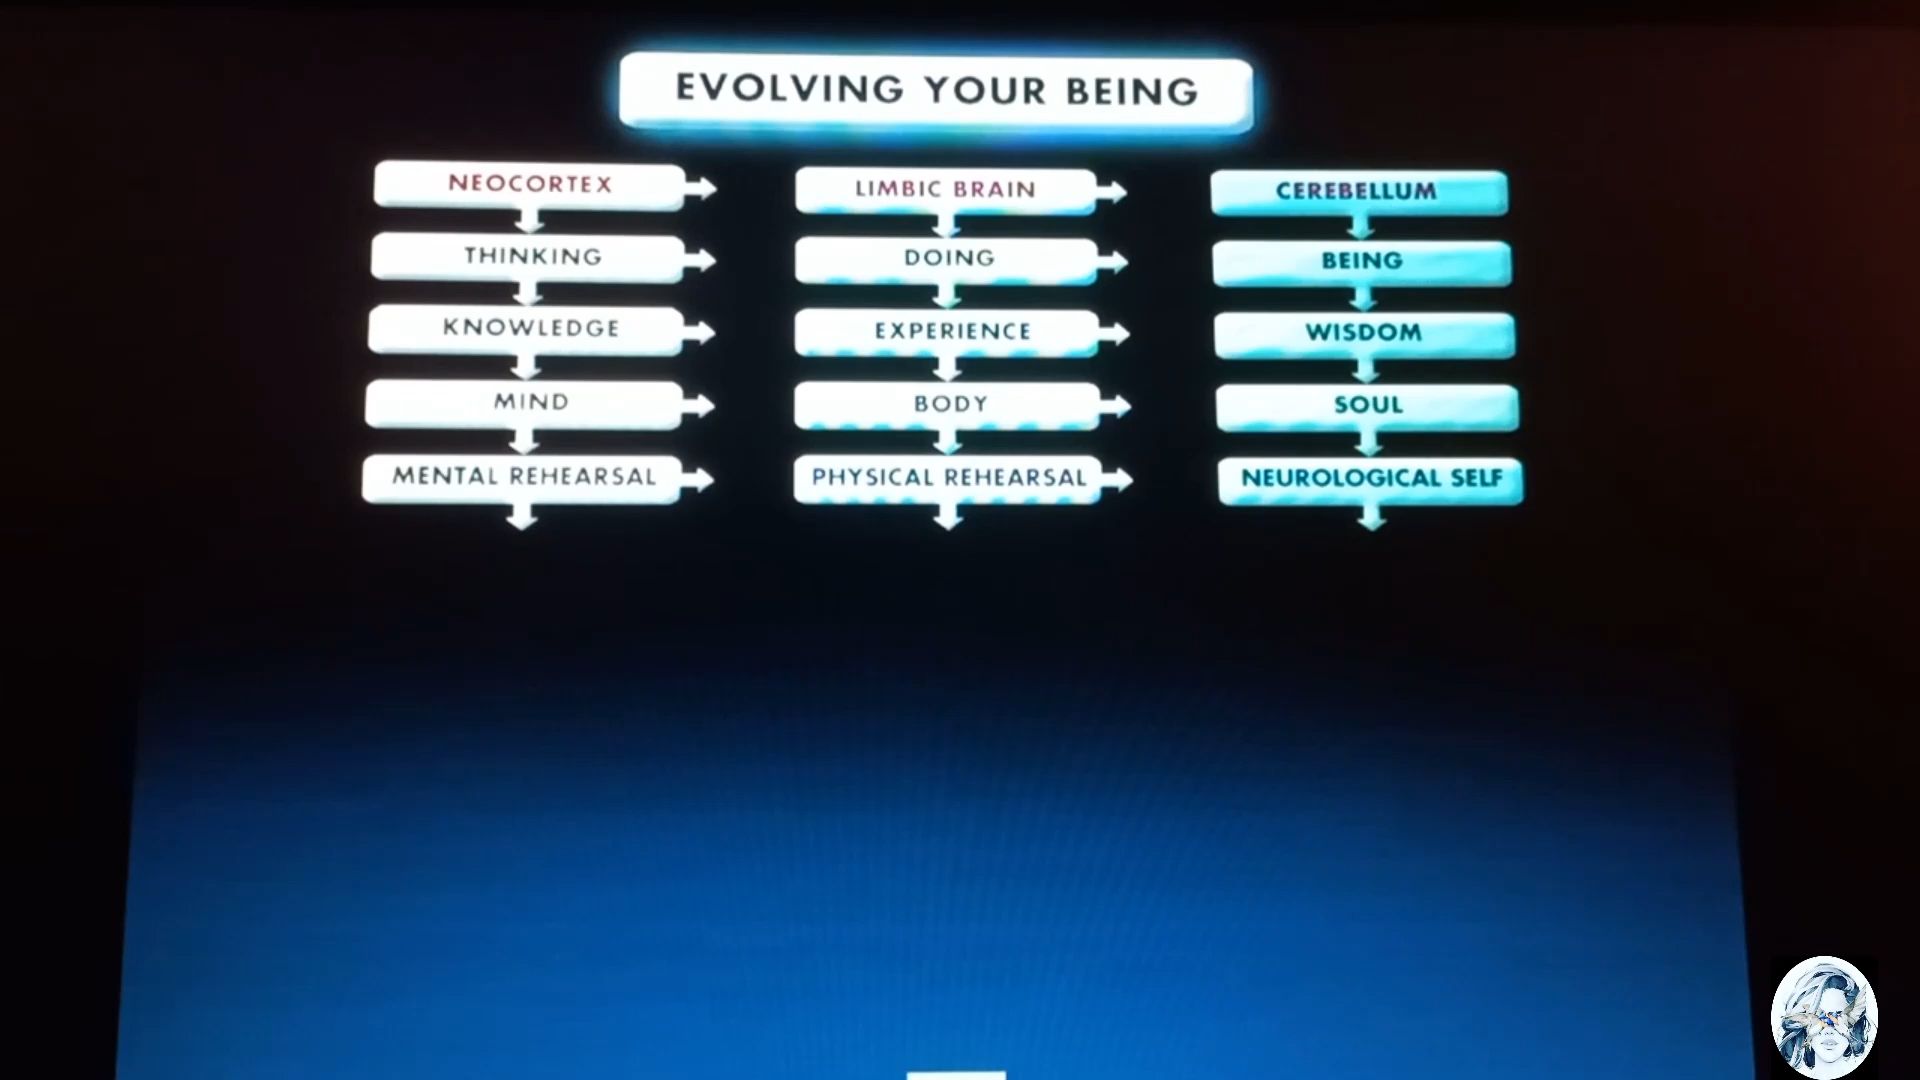 EVOLVING YOUR BEING
NEOCORTEX LIMBIC BRAIN CEREBELLUM
THINKING DOING BEING
KNOWLEDGE EXPERIENCE WISDOM
MIND BODY SOUL
MENTAL REHEARSAL PHYSICAL REHEARSAL NEUROLOGICAL SELF